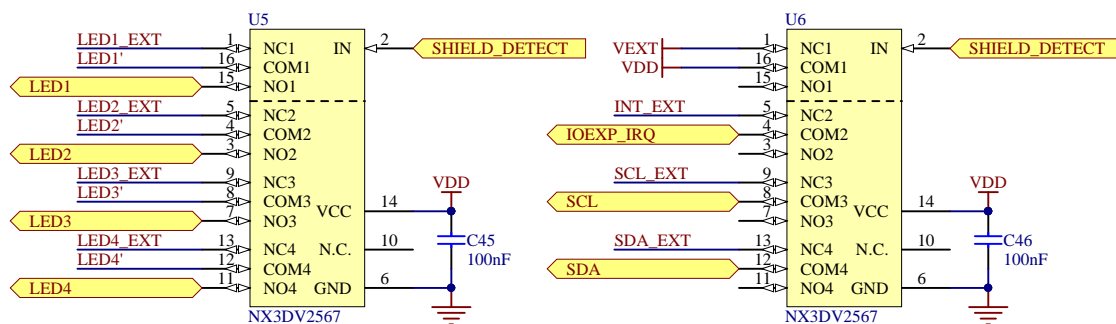 U5
LED1_EXT 1 NC1 IN 2 SHIELD_DETECT
LED1' 16 COM1
LED1 15 NO1
LED2_EXT 5 NC2
LED2' 4 COM2
LED2 3 NO2
LED3_EXT 9 NC3
LED3' 8 COM3
LED3 7 NO3
VCC 14 VDD
LED4_EXT 13 NC4
N.C. 10
LED4' 12 COM4
LED4 11 NO4
GND 6
C45
100nF
NX3DV2567
U6
VEXT 1 NC1 IN 2 SHIELD_DETECT
VDD 16 COM1
15 NO1
INT_EXT 5 NC2
IOEXP_IRQ 4 COM2
3 NO2
SCL_EXT 9 NC3
SCL 8 COM3
7 NO3
VCC 14 VDD
SDA_EXT 13 NC4
N.C. 10
SDA 12 COM4
11 NO4
GND 6
C46
100nF
NX3DV2567